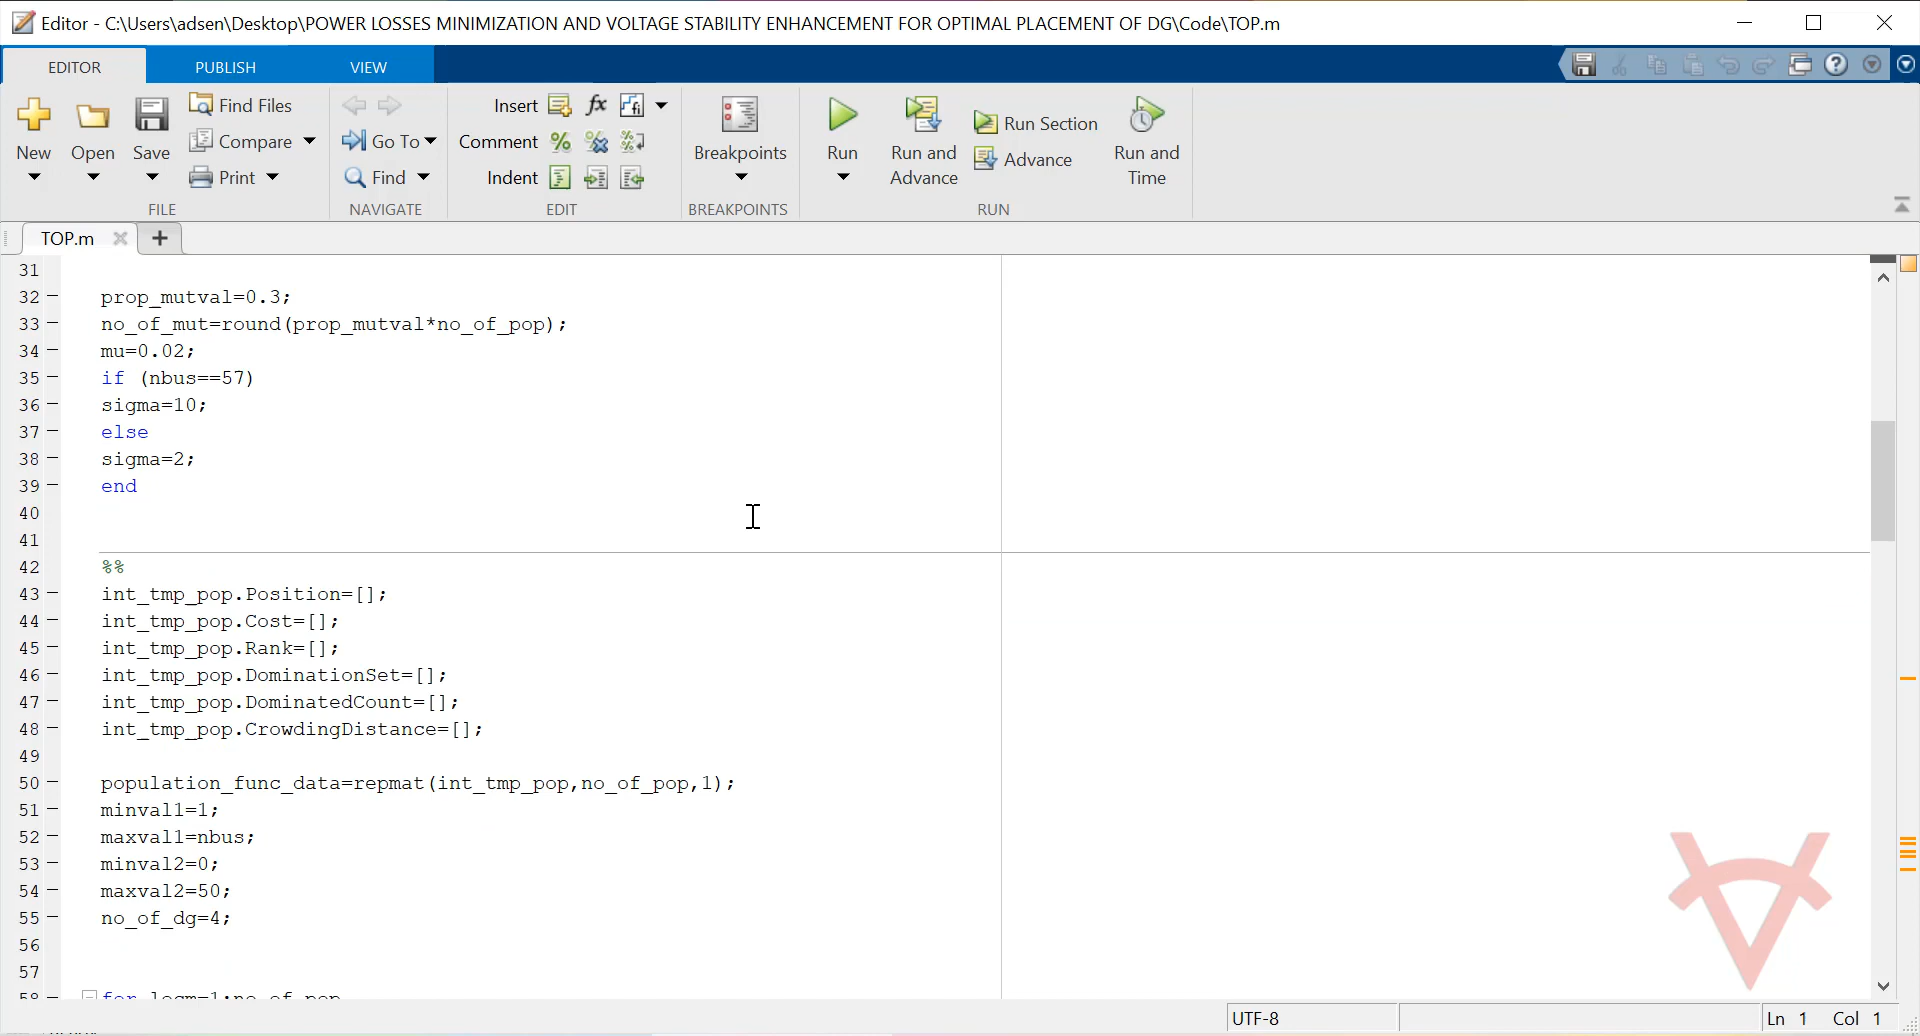 Editor - C:\Users\adsen\Desktop\POWER LOSSES MINIMIZATION AND VOLTAGE STABILITY ENHANCEMENT FOR OPTIMAL PLACEMENT OF DG\Code\TOP.m
EDITOR PUBLISH VIEW
New Open Save Find Files Compare Print
FILE
Go To Find
NAVIGATE
Insert fx
Comment
Indent
EDIT
Breakpoints
BREAKPOINTS
Run Run and Advance Run Section Advance Run and Time
RUN
TOP.m
31
32 prop_mutval=0.3;
33 no_of_mut=round(prop_mutval*no_of_pop);
34 mu=0.02;
35 if (nbus==57)
36 sigma=10;
37 else
38 sigma=2;
39 end
40
41
42 %%
43 int_tmp_pop.Position=[];
44 int_tmp_pop.Cost=[];
45 int_tmp_pop.Rank=[];
46 int_tmp_pop.DominationSet=[];
47 int_tmp_pop.DominatedCount=[];
48 int_tmp_pop.CrowdingDistance=[];
49
50 population_func_data=repmat(int_tmp_pop,no_of_pop,1);
51 minval1=1;
52 maxval1=nbus;
53 minval2=0;
54 maxval2=50;
55 no_of_dg=4;
56
57
58 for
UTF-8 Ln 1 Col 1